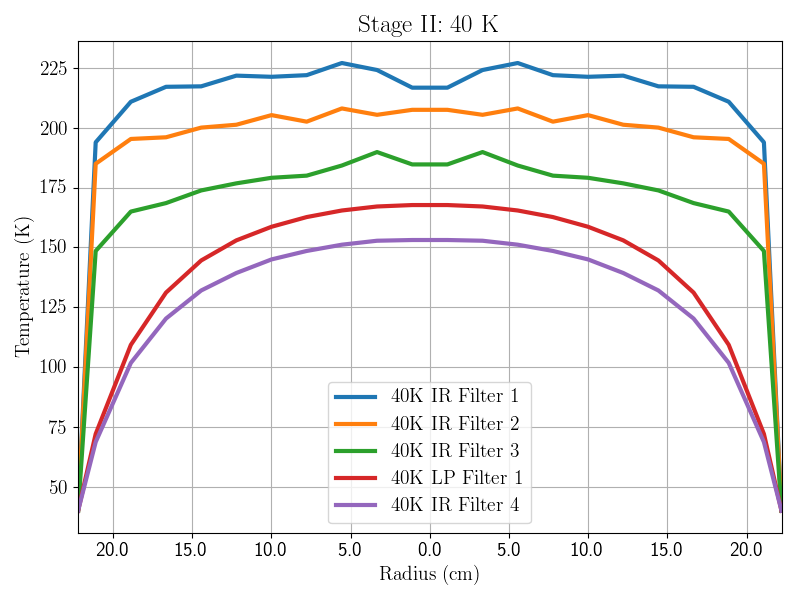 Stage II: 40 K
Temperature (K)
225
200
175
150
125
100
75
50
40K IR Filter 1
40K IR Filter 2
40K IR Filter 3
40K LP Filter 1
40K IR Filter 4
20.0 15.0 10.0 5.0 0.0 5.0 10.0 15.0 20.0
Radius (cm)